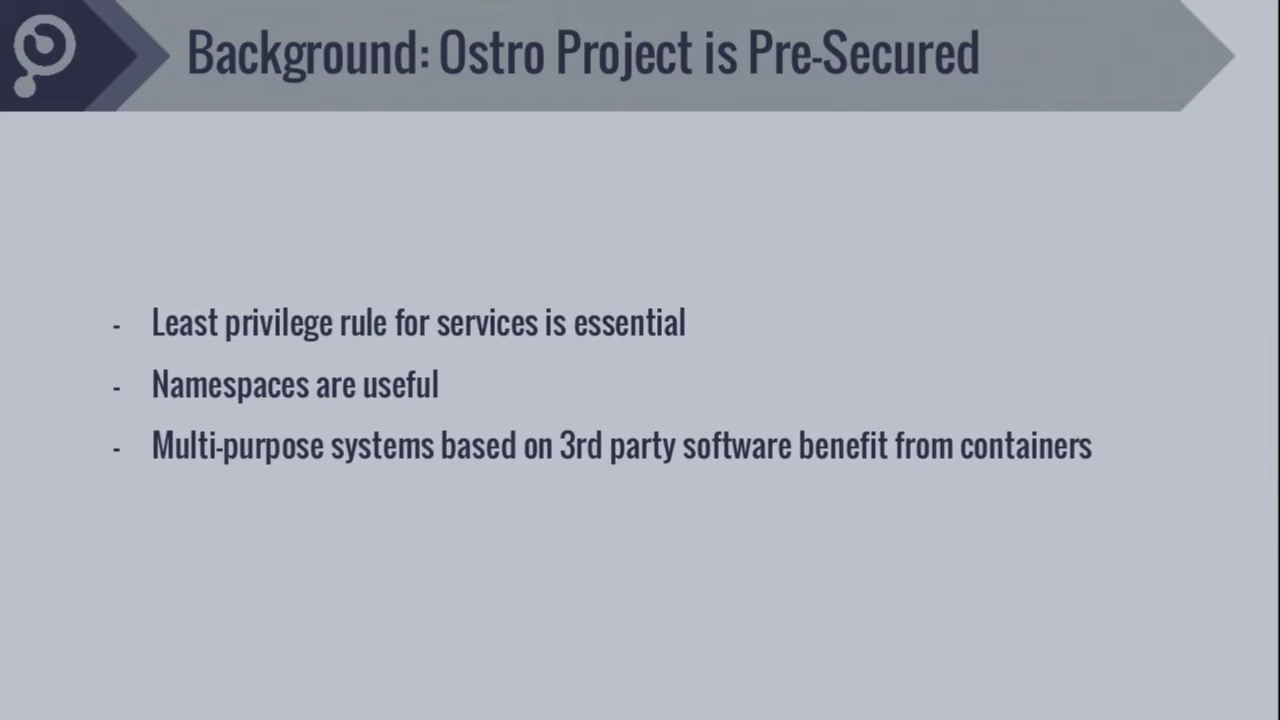 Background: Ostro Project is Pre-Secured
- Least privilege rule for services is essential
- Namespaces are useful
- Multi-purpose systems based on 3rd party software benefit from containers